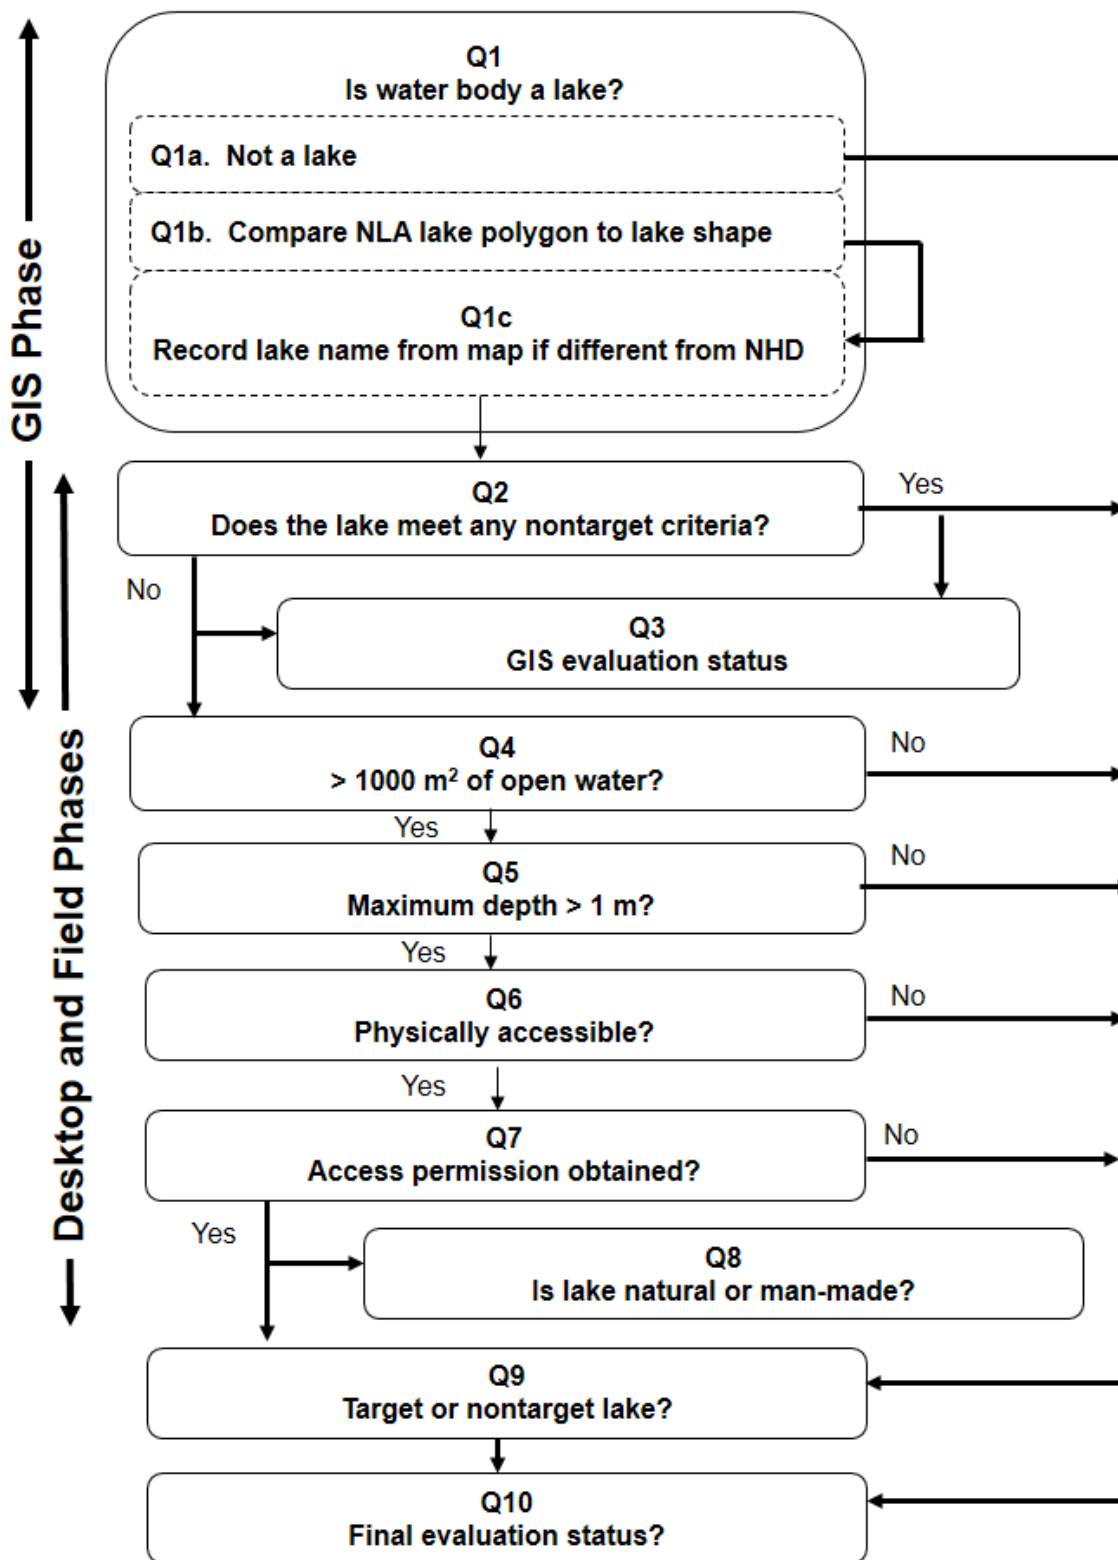 GIS Phase
Desktop and Field Phases
Q1
Is water body a lake?
Q1a. Not a lake
Q1b. Compare NLA lake polygon to lake shape
Q1c
Record lake name from map if different from NHD
Q2
Does the lake meet any nontarget criteria?
Yes
No
Q3
GIS evaluation status
Q4
> 1000 m² of open water?
No
Yes
Q5
Maximum depth > 1 m?
No
Yes
Q6
Physically accessible?
No
Yes
Q7
Access permission obtained?
No
Yes
Q8
Is lake natural or man-made?
Q9
Target or nontarget lake?
Q10
Final evaluation status?